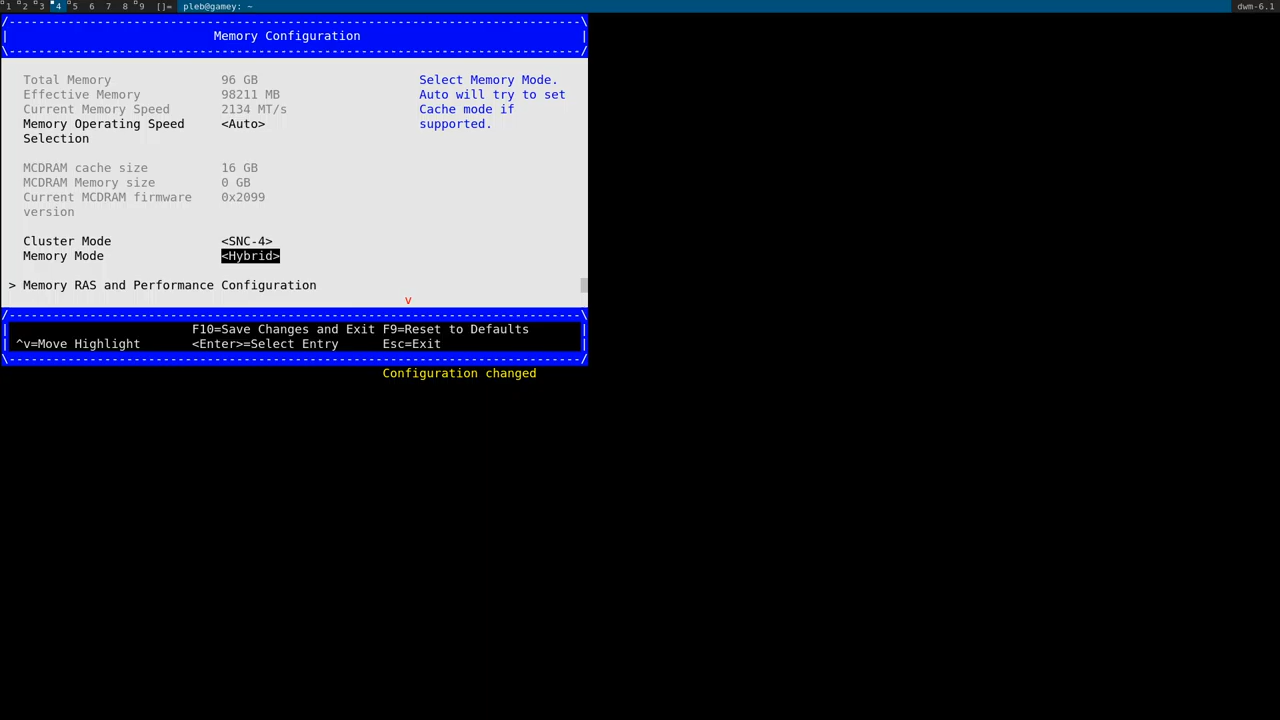 1 2 3 4 5 6 7 8 9 []= pleb@gamey: ~ dwm-6.1
/------------------------------------------------------------------------------\
| Memory Configuration |
\------------------------------------------------------------------------------/
Total Memory 96 GB Select Memory Mode.
Effective Memory 98211 MB Auto will try to set
Current Memory Speed 2134 MT/s Cache mode if
Memory Operating Speed <Auto> supported.
Selection
MCDRAM cache size 16 GB
MCDRAM Memory size 0 GB
Current MCDRAM firmware 0x2099
version
Cluster Mode <SNC-4>
Memory Mode <Hybrid>
> Memory RAS and Performance Configuration
v
/------------------------------------------------------------------------------\
| F10=Save Changes and Exit F9=Reset to Defaults |
| ^v=Move Highlight <Enter>=Select Entry Esc=Exit |
\------------------------------------------------------------------------------/
Configuration changed